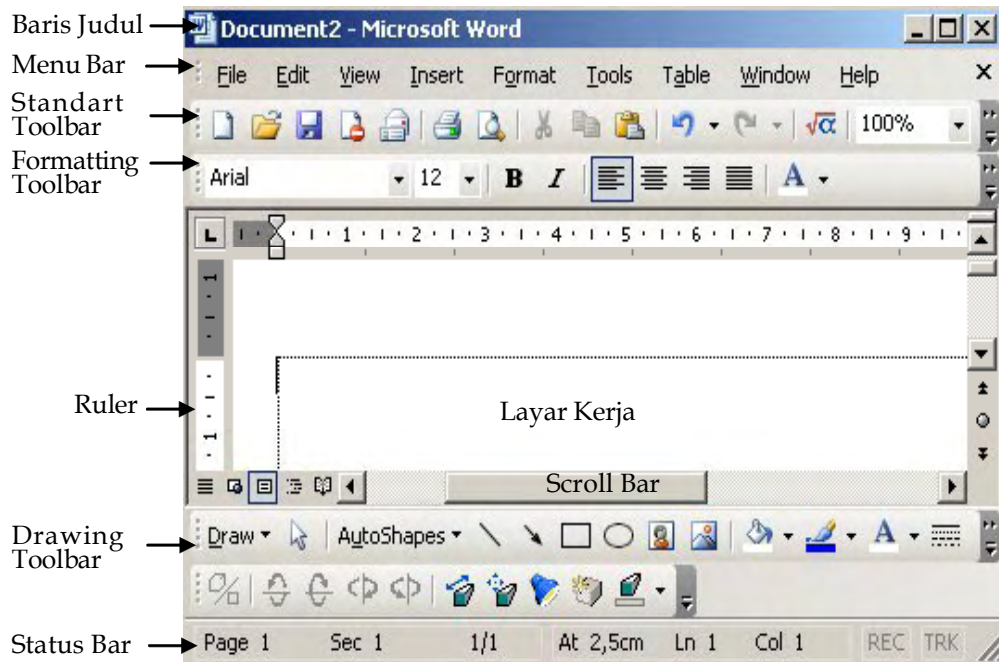 Baris Judul
Document2 - Microsoft Word
Menu Bar
File Edit View Insert Format Tools Table Window Help
Standart
Toolbar
100%
Formatting
Toolbar
Arial 12 B I A
L 1 2 3 4 5 6 7 8 9
1
Ruler
1
Layar Kerja
Scroll Bar
Drawing
Toolbar
Draw AutoShapes A
Status Bar
Page 1 Sec 1 1/1 At 2,5cm Ln 1 Col 1 REC TRK